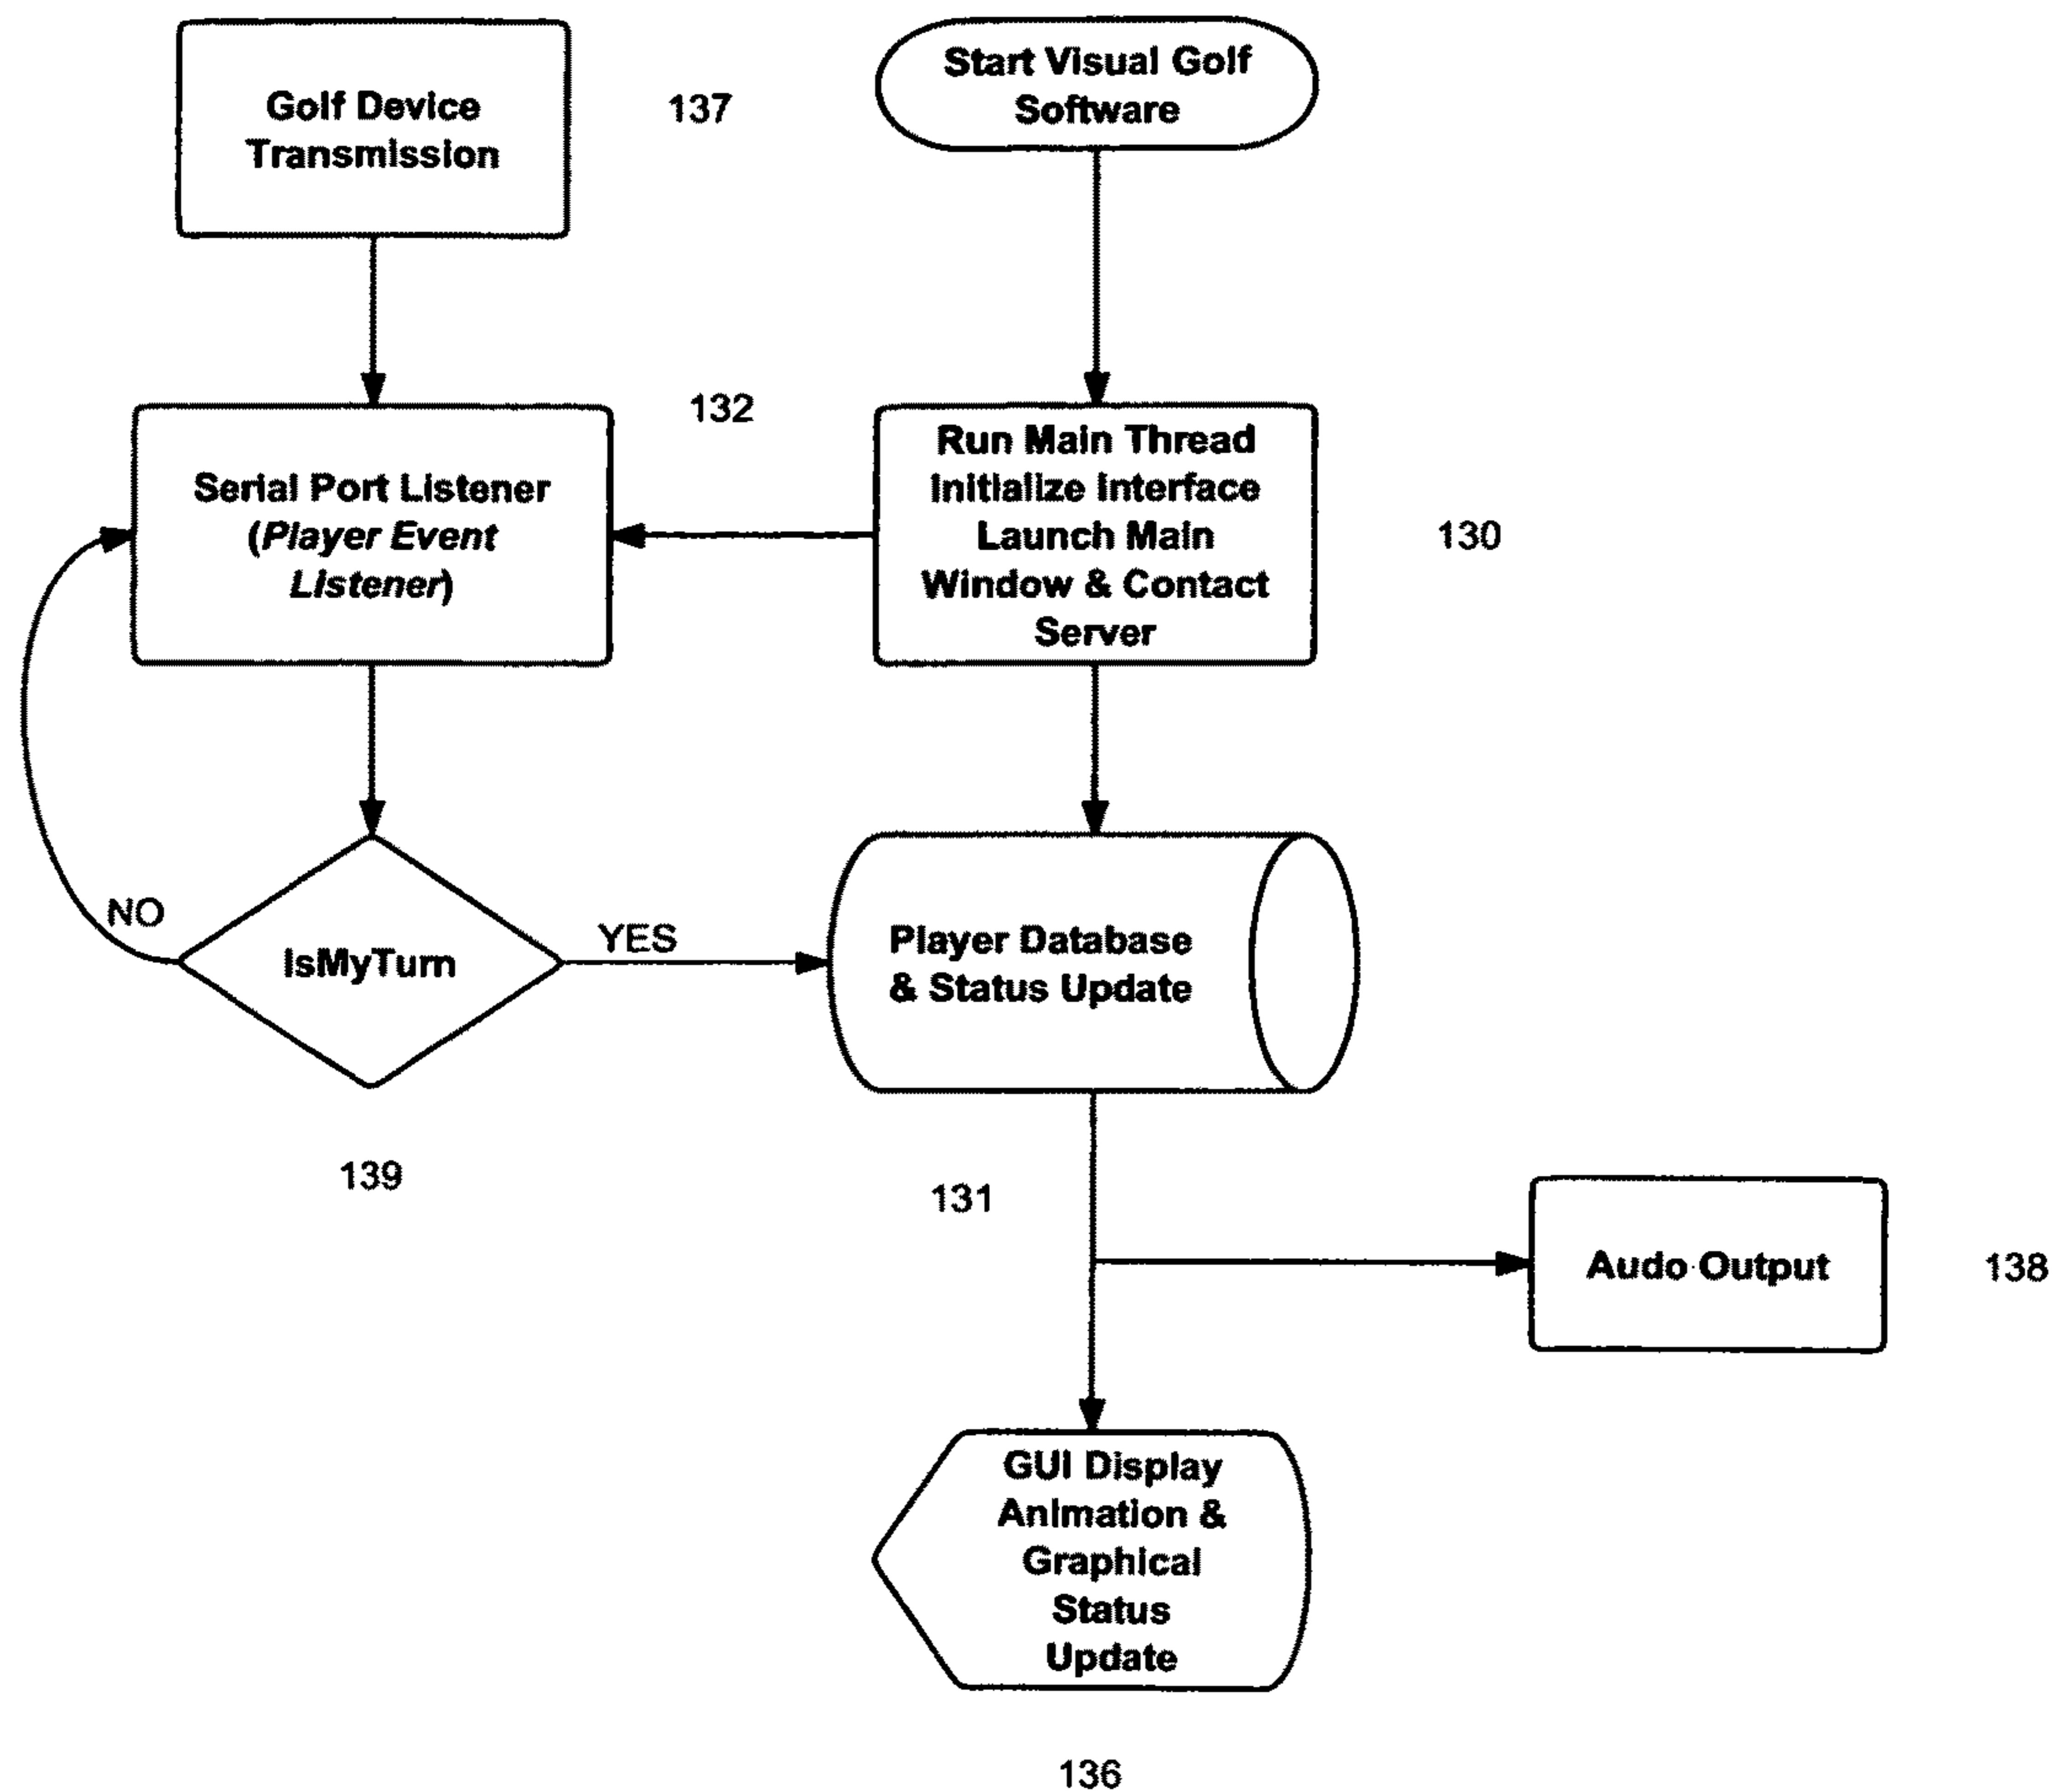 Golf Device
Transmission
137
Start Visual Golf
Software
132
Serial Port Listener
(Player Event
Listener)
Run Main Thread
Initialize Interface
Launch Main
Window & Contact
Server
130
NO
IsMyTurn
YES
139
Player Database
& Status Update
131
Audo Output
138
GUI Display
Animation &
Graphical
Status
Update
136